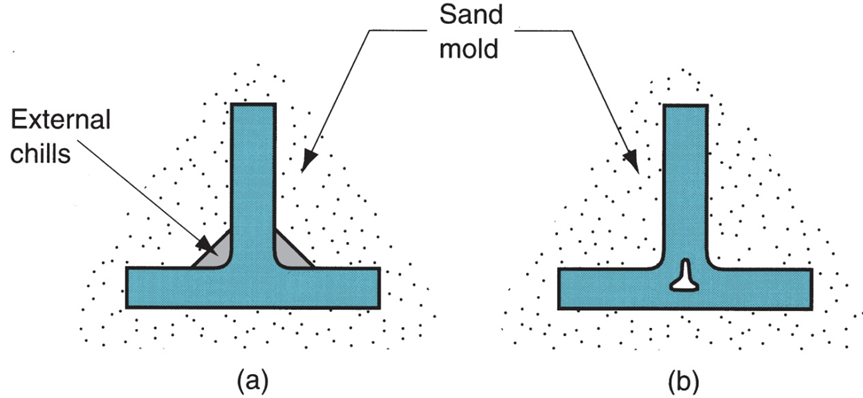 Sand
mold
External
chills
(a)
(b)